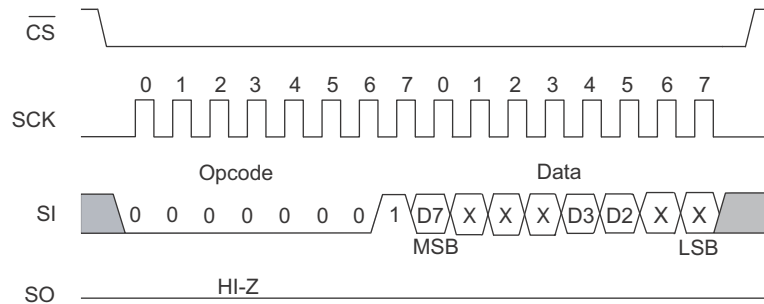 CS
0 1 2 3 4 5 6 7 0 1 2 3 4 5 6 7
SCK
Opcode Data
SI 0 0 0 0 0 0 0 1 D7 X X X D3 D2 X X
MSB LSB
HI-Z
SO